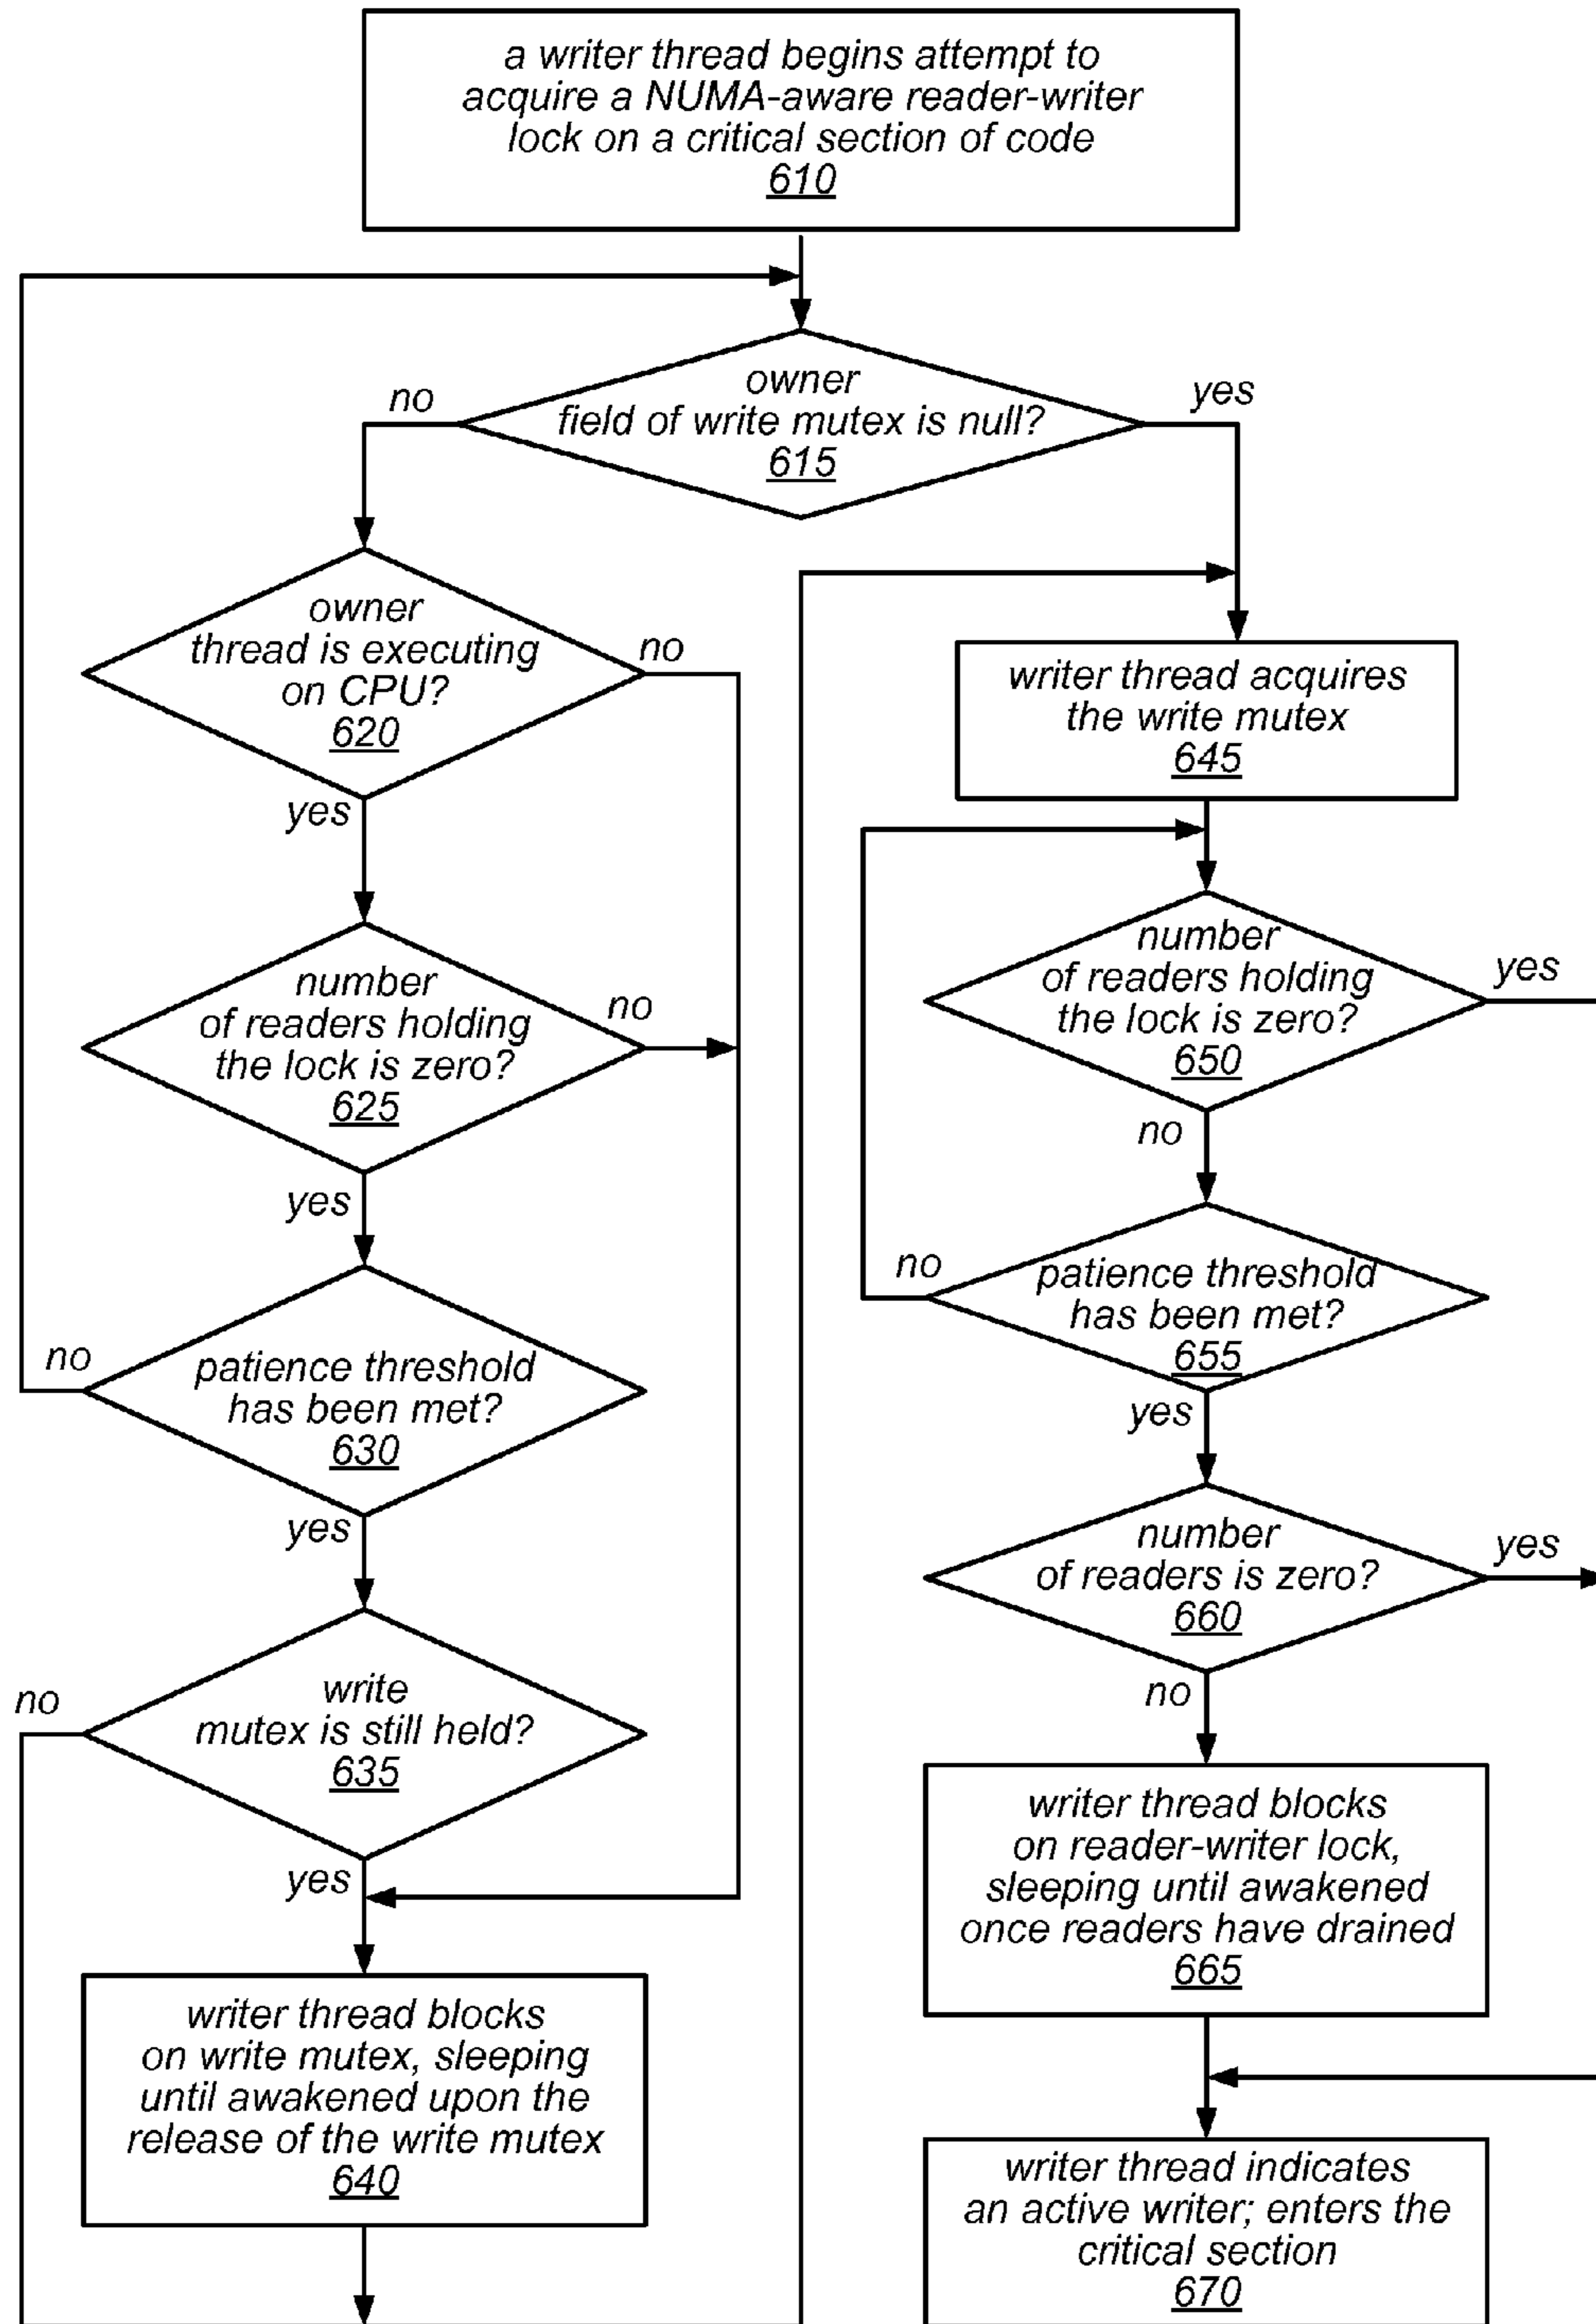 a writer thread begins attempt to
acquire a NUMA-aware reader-writer
lock on a critical section of code
610
no
yes
owner
field of write mutex is null?
615
owner
thread is executing
on CPU?
620
no
yes
number
of readers holding
the lock is zero?
625
no
yes
patience threshold
has been met?
630
no
yes
write
mutex is still held?
635
no
yes
writer thread blocks
on write mutex, sleeping
until awakened upon the
release of the write mutex
640
writer thread acquires
the write mutex
645
number
of readers holding
the lock is zero?
650
yes
no
patience threshold
has been met?
655
no
yes
number
of readers is zero?
660
yes
no
writer thread blocks
on reader-writer lock,
sleeping until awakened
once readers have drained
665
writer thread indicates
an active writer; enters the
critical section
670